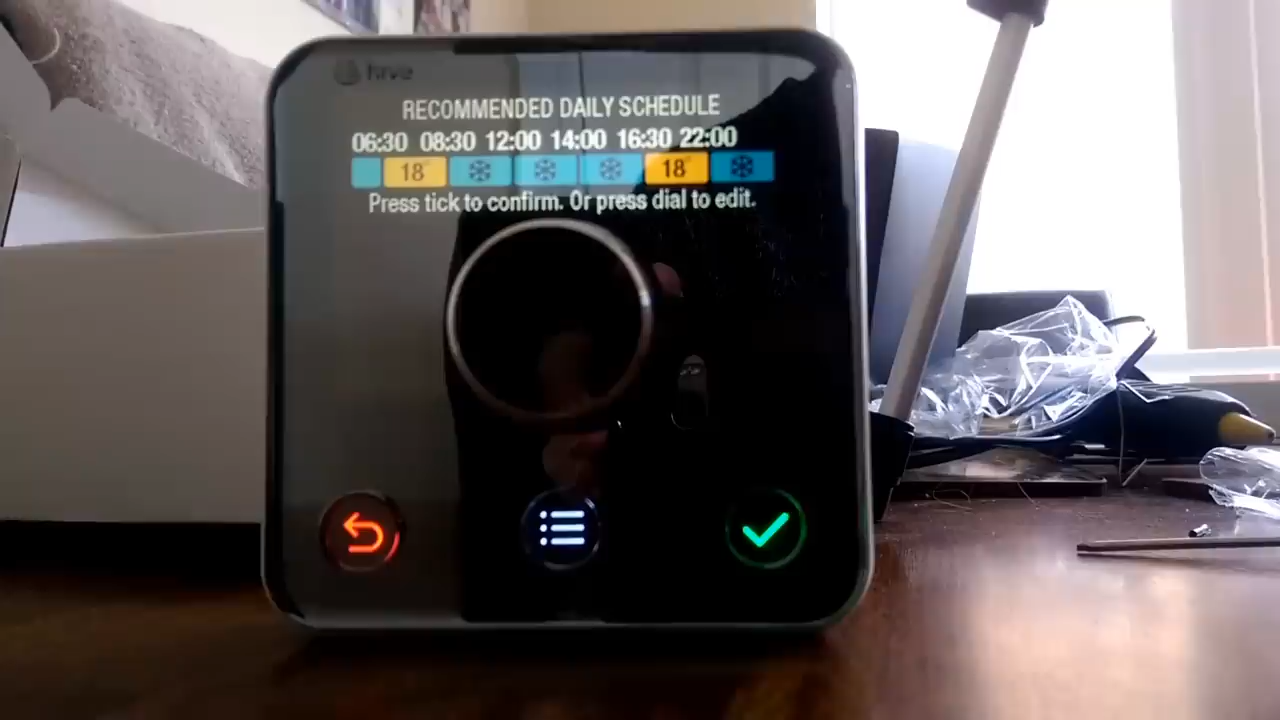 hive
RECOMMENDED DAILY SCHEDULE
06:30 08:30 12:00 14:00 16:30 22:00
18° 18°
Press tick to confirm. Or press dial to edit.